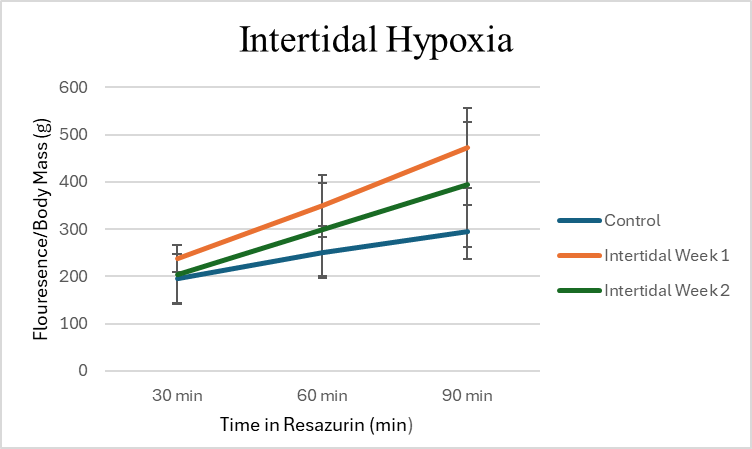 Intertidal Hypoxia
600
500
400
300
200
100
0
Flouresence/Body Mass (g)
30 min
60 min
90 min
Time in Resazurin (min)
Control
Intertidal Week 1
Intertidal Week 2